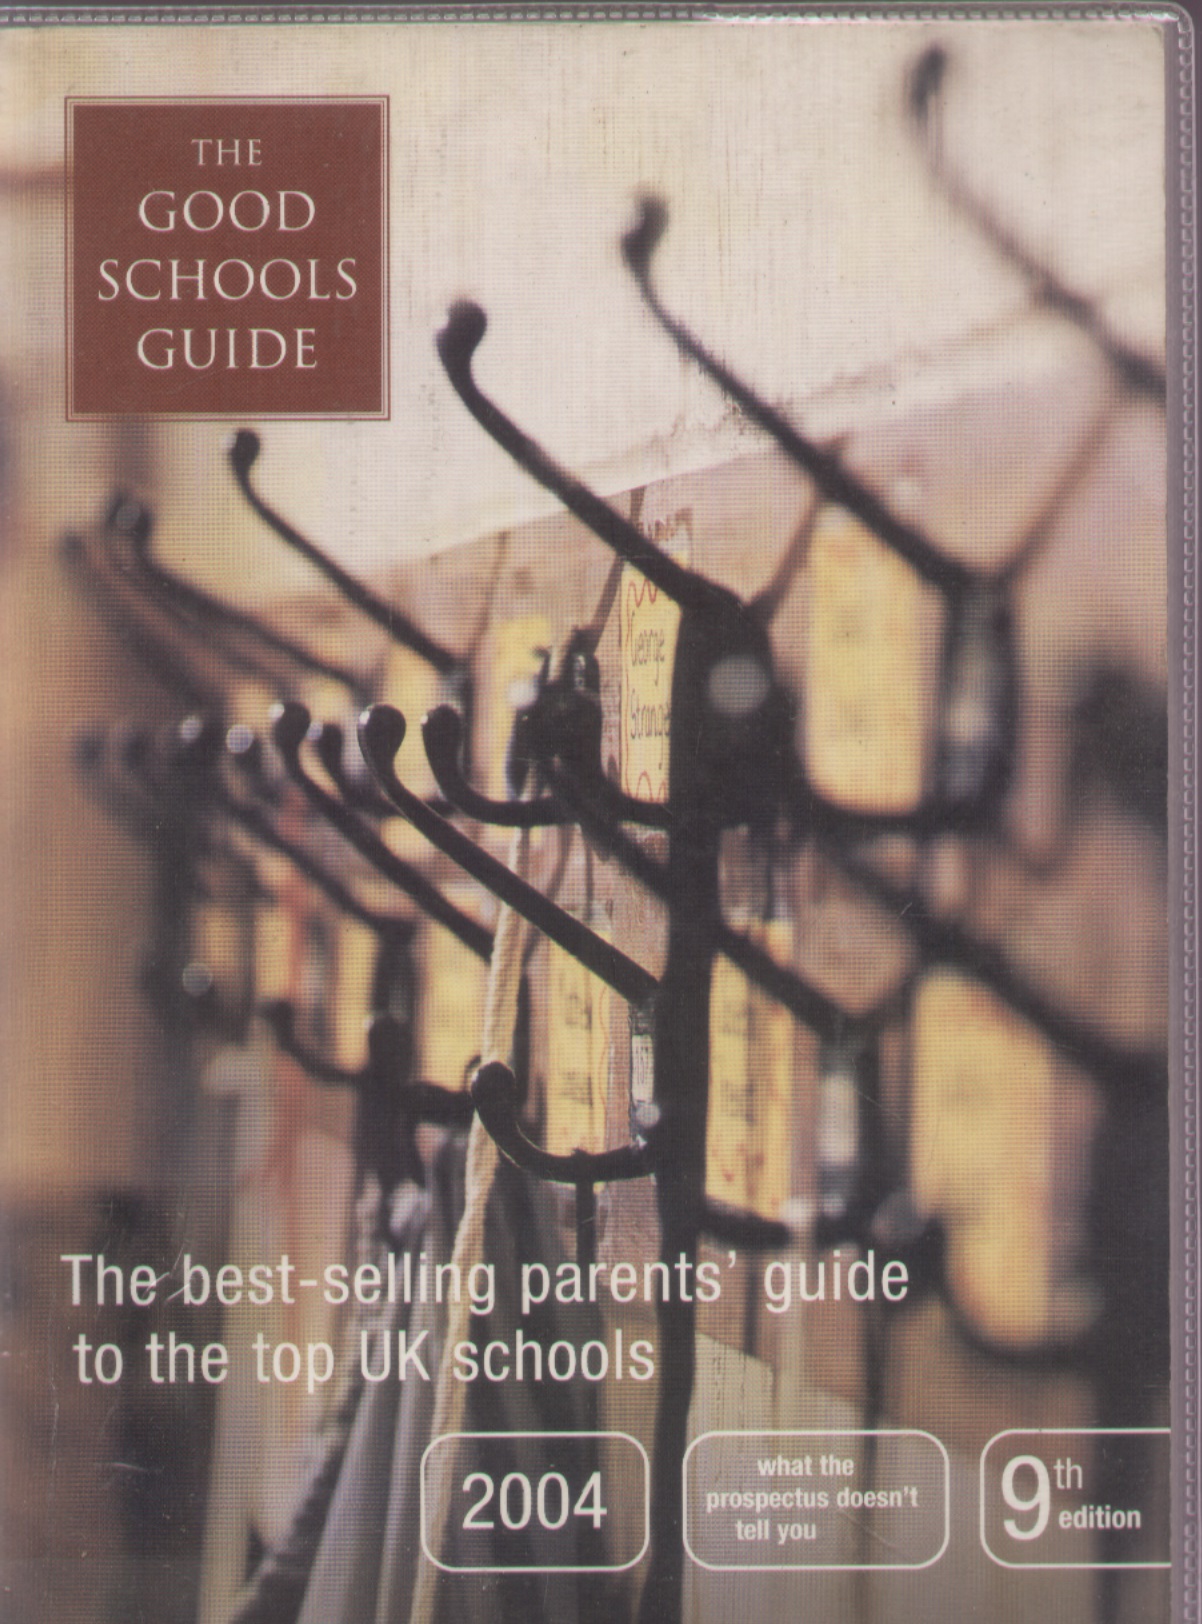 THE
GOOD
SCHOOLS
GUIDE
George
The best-selling parents' guide
to the top UK schools
2004
what the
prospectus doesn't
tell you
9th
edition